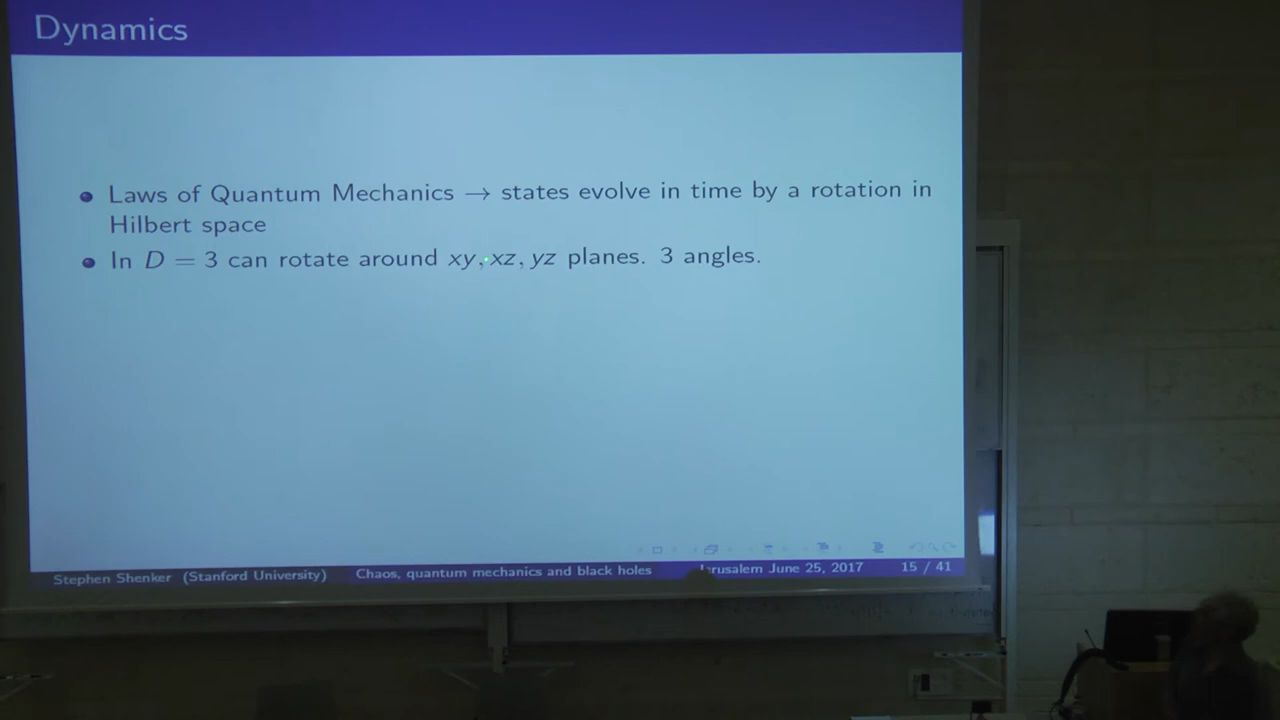 Dynamics
Laws of Quantum Mechanics → states evolve in time by a rotation in
Hilbert space
In D = 3 can rotate around xy, xz, yz planes. 3 angles.
Stephen Shenker (Stanford University) Chaos, quantum mechanics and black holes Jerusalem June 25, 2017 15 / 41